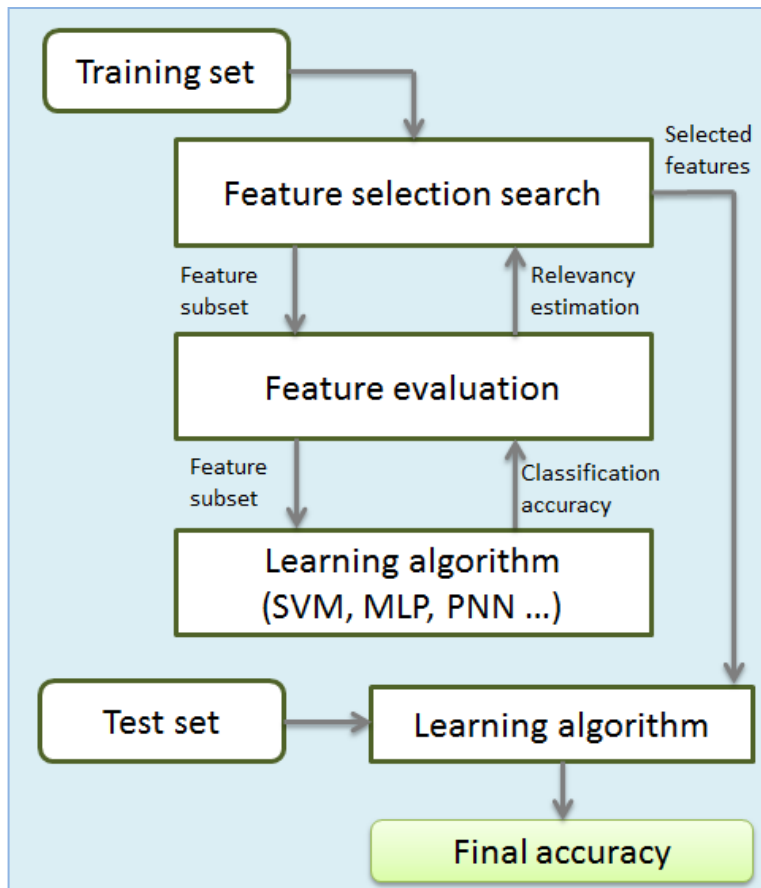 Training set
Selected
features
Feature selection search
Feature
subset
Relevancy
estimation
Feature evaluation
Feature
subset
Classification
accuracy
Learning algorithm
(SVM, MLP, PNN ...)
Test set
Learning algorithm
Final accuracy